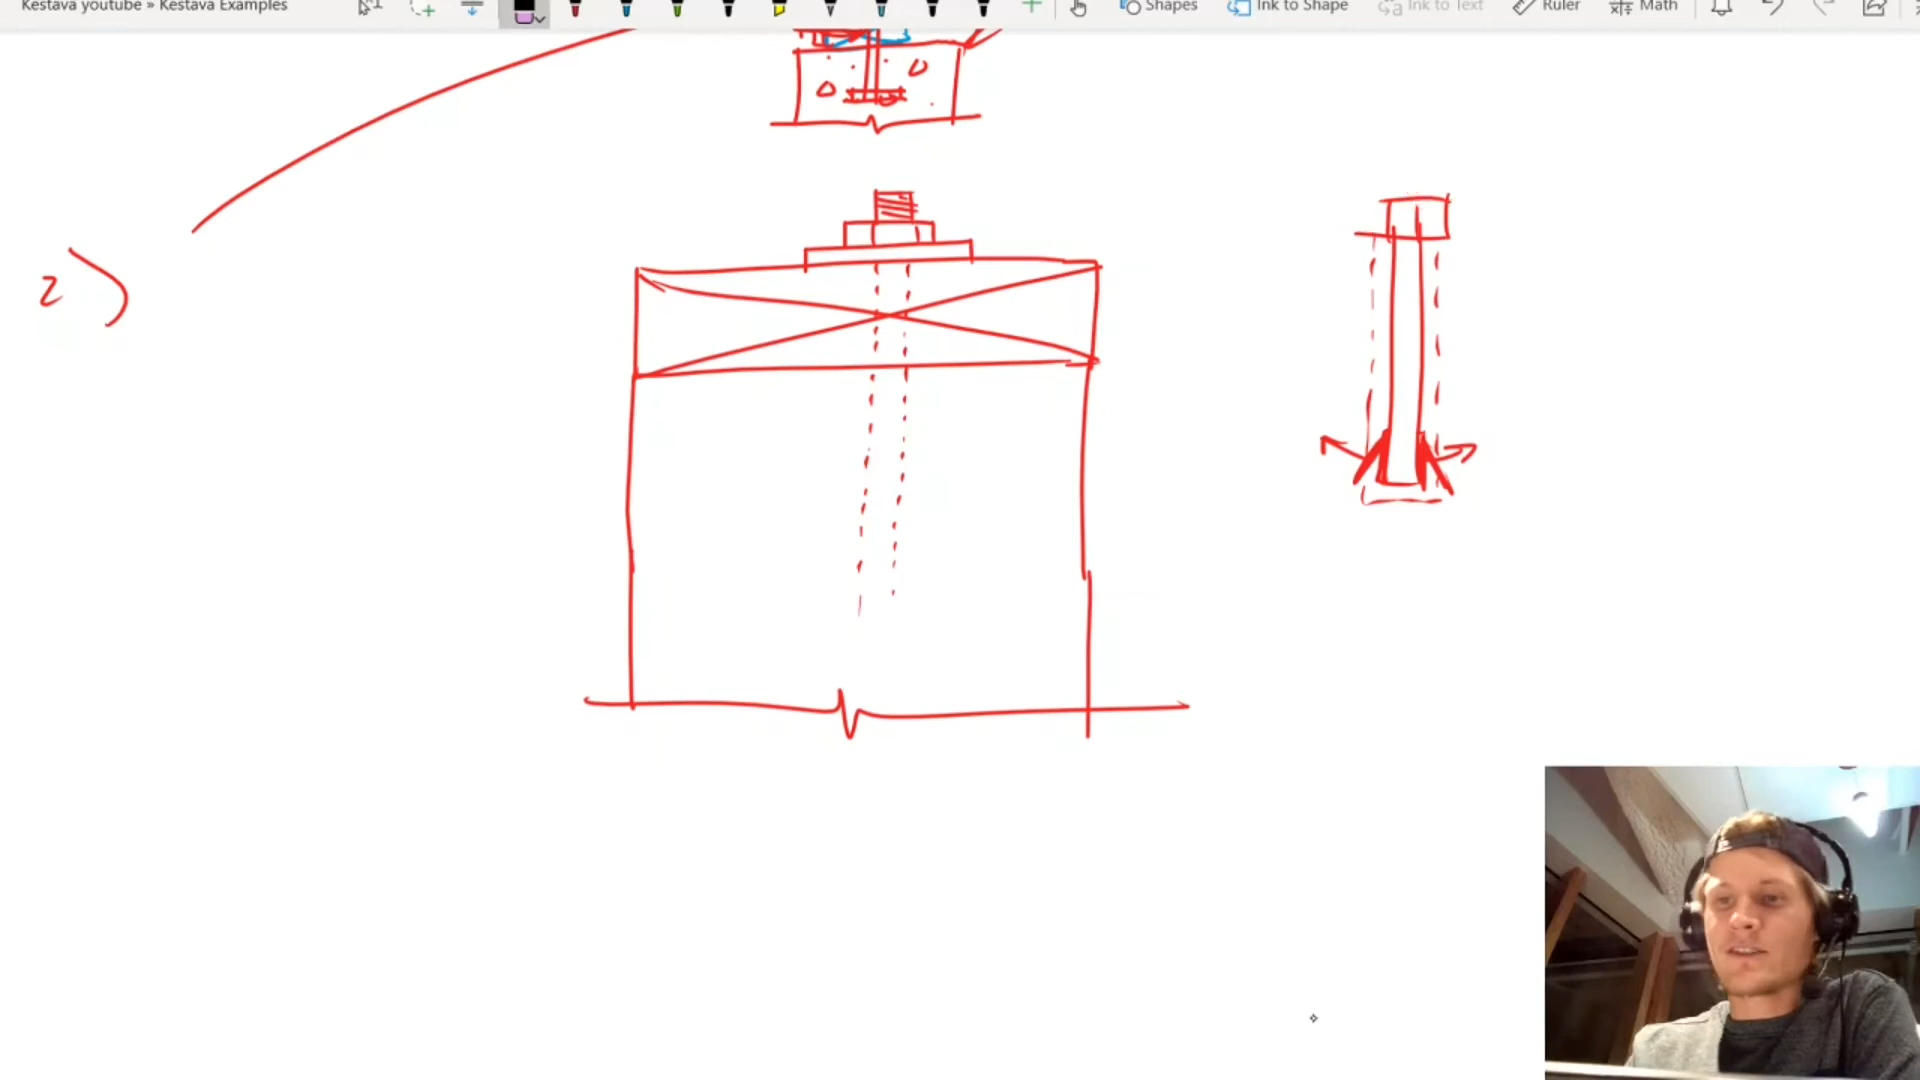 Kestava youtube » Kestava Examples
Shapes
Ink to Shape
Ink to Text
Ruler
Math
2)